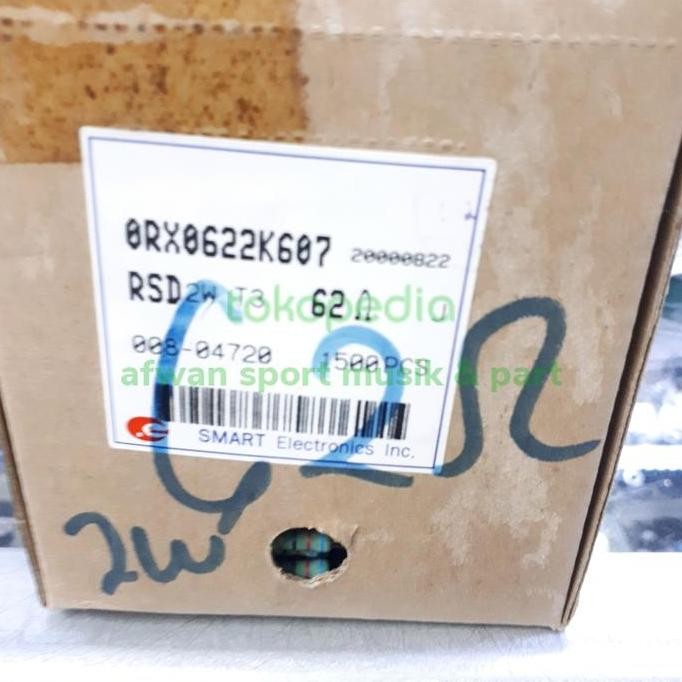 0RX0622K607 20000822
RSD 2W T3 62Ω J
tokopedia
008-04720 1500PCS
afwan sport musik & part
SMART Electronics Inc.
62Ω
2W